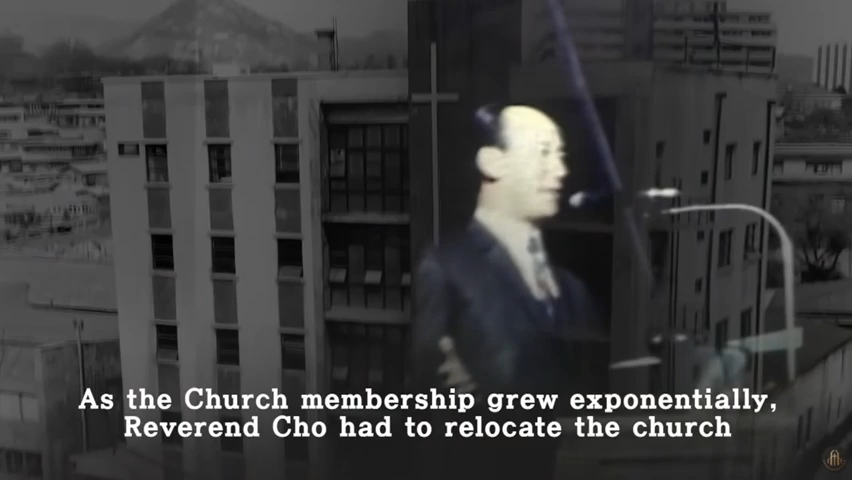 As the Church membership grew exponentially,
Reverend Cho had to relocate the church